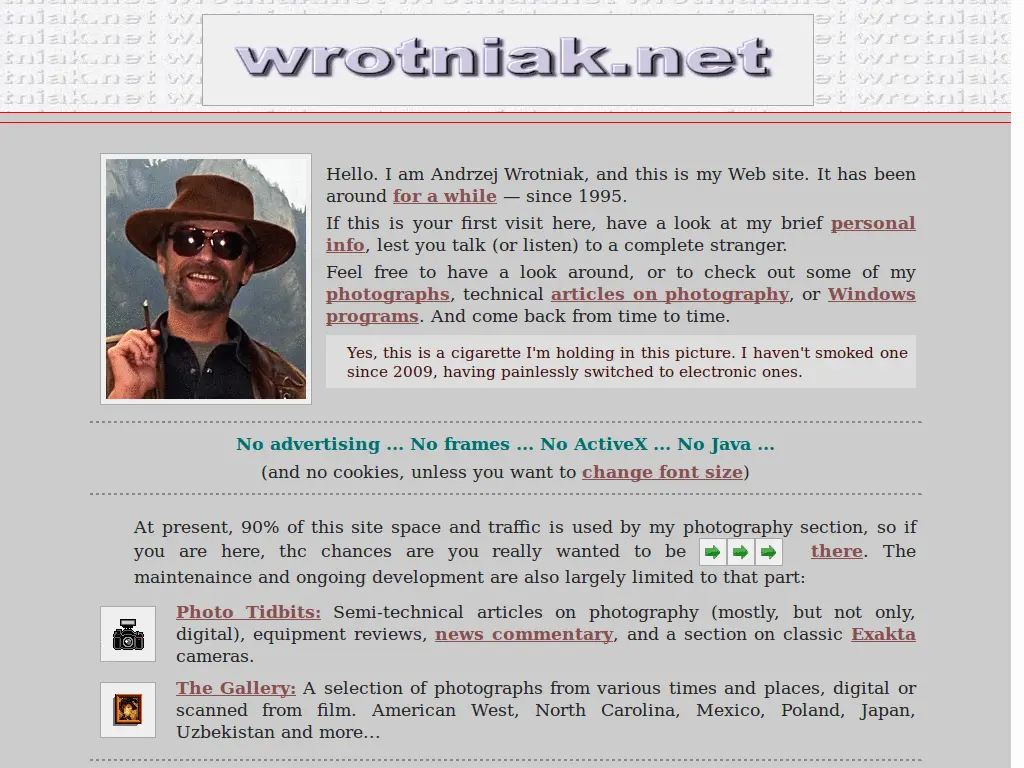 wrotniak.net
Hello. I am Andrzej Wrotniak, and this is my Web site. It has been
around for a while — since 1995.
If this is your first visit here, have a look at my brief personal
info, lest you talk (or listen) to a complete stranger.
Feel free to have a look around, or to check out some of my
photographs, technical articles on photography, or Windows
programs. And come back from time to time.
Yes, this is a cigarette I'm holding in this picture. I haven't smoked one
since 2009, having painlessly switched to electronic ones.
No advertising ... No frames ... No ActiveX ... No Java ...
(and no cookies, unless you want to change font size)
At present, 90% of this site space and traffic is used by my photography section, so if
you are here, thc chances are you really wanted to be there. The
maintenaince and ongoing development are also largely limited to that part:
Photo Tidbits: Semi-technical articles on photography (mostly, but not only,
digital), equipment reviews, news commentary, and a section on classic Exakta
cameras.
The Gallery: A selection of photographs from various times and places, digital or
scanned from film. American West, North Carolina, Mexico, Poland, Japan,
Uzbekistan and more...